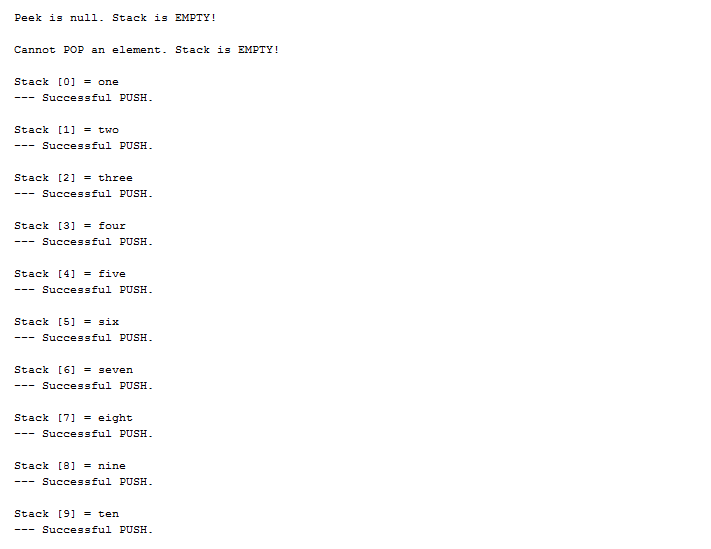 Peek is null. Stack is EMPTY!
Cannot POP an element. Stack is EMPTY!
Stack [0] = one
--- Successful PUSH.
Stack [1] = two
--- Successful PUSH.
Stack [2] = three
--- Successful PUSH.
Stack [3] = four
--- Successful PUSH.
Stack [4] = five
--- Successful PUSH.
Stack [5] = six
--- Successful PUSH.
Stack [6] = seven
--- Successful PUSH.
Stack [7] = eight
--- Successful PUSH.
Stack [8] = nine
--- Successful PUSH.
Stack [9] = ten
--- Successful PUSH.